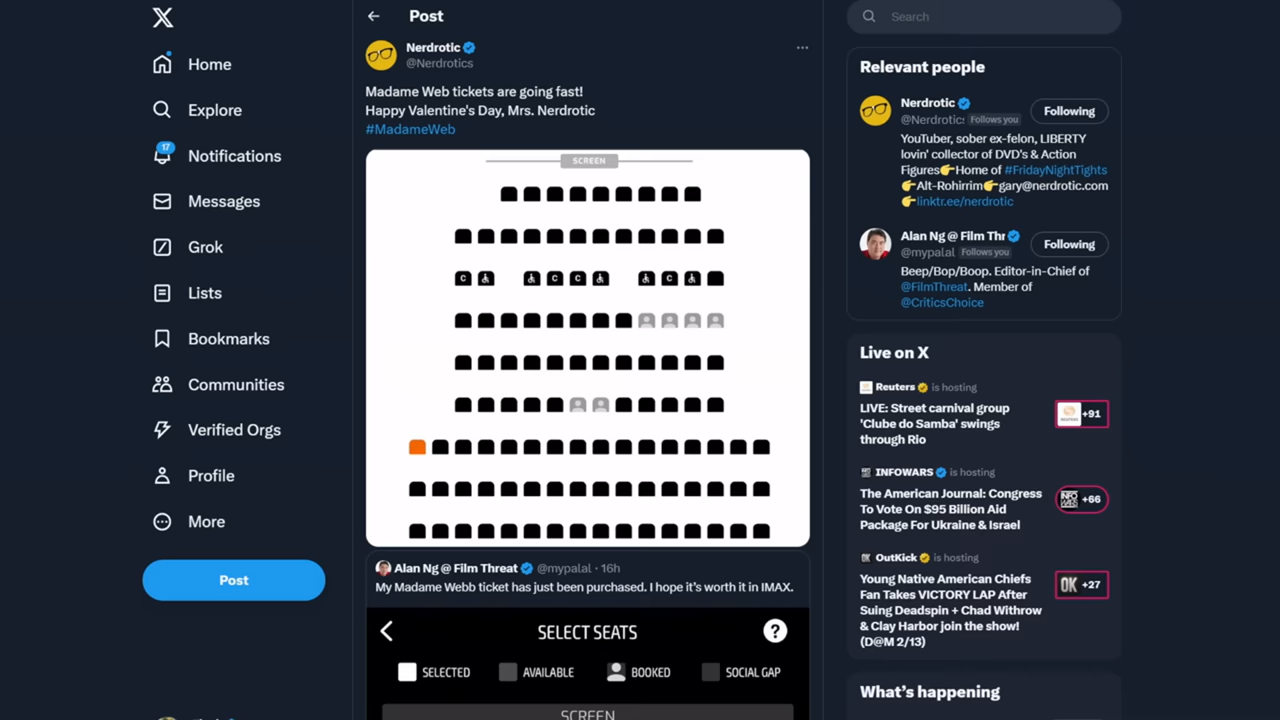 Home
Explore
17
Notifications
Messages
Grok
Lists
Bookmarks
Communities
Verified Orgs
Profile
More
Post
Post
Nerdrotic
@Nerdrotics
Madame Web tickets are going fast!
Happy Valentine's Day, Mrs. Nerdrotic
#MadameWeb
SCREEN
C
C C
C
Alan Ng @ Film Threat @mypalal · 16h
My Madame Webb ticket has just been purchased. I hope it's worth it in IMAX.
SELECT SEATS
?
SELECTED AVAILABLE BOOKED SOCIAL GAP
SCREEN
Search
Relevant people
Nerdrotic
@Nerdrotic: Follows you
Following
YouTuber, sober ex-felon, LIBERTY
lovin' collector of DVD's & Action
Figures👉Home of #FridayNightTights
👉Alt-Rohirrim👉gary@nerdrotic.com
👉linktr.ee/nerdrotic
Alan Ng @ Film Thr
@mypalal Follows you
Following
Beep/Bop/Boop. Editor-in-Chief of
@FilmThreat. Member of
@CriticsChoice
Live on X
Reuters is hosting
LIVE: Street carnival group
'Clube do Samba' swings
through Rio
+91
INFOWARS is hosting
The American Journal: Congress
To Vote On $95 Billion Aid
Package For Ukraine & Israel
+66
OutKick is hosting
Young Native American Chiefs
Fan Takes VICTORY LAP After
Suing Deadspin + Chad Withrow
& Clay Harbor join the show!
(D@M 2/13)
OK +27
What's happening